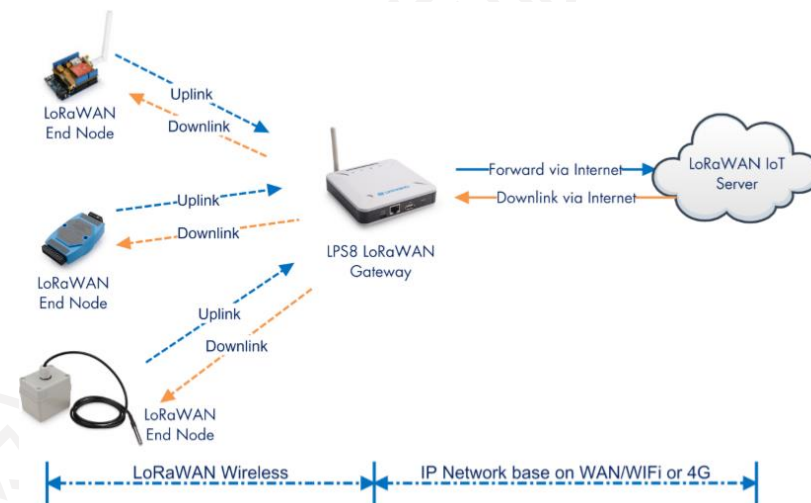 Uplink
Downlink
LoRaWAN
End Node
Uplink
Downlink
LoRaWAN
End Node
Uplink
Downlink
LoRaWAN
End Node
LPS8 LoRaWAN
Gateway
Forward via Internet
Downlink via Internet
LoRaWAN IoT
Server
LoRaWAN Wireless
IP Network base on WAN/WIFi or 4G